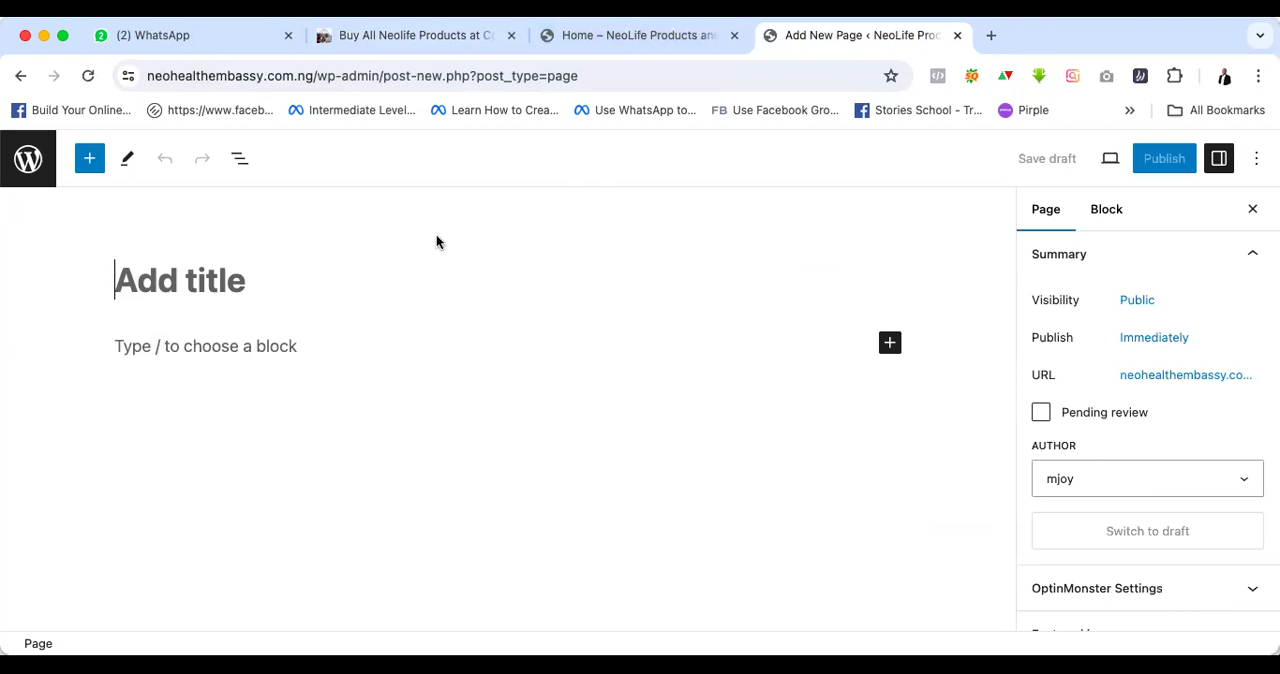 (2) WhatsApp
Buy All Neolife Products at C
Home – NeoLife Products an
Add New Page ‹ NeoLife Proc
neohealthembassy.com.ng/wp-admin/post-new.php?post_type=page
Build Your Online...
https://www.faceb...
Intermediate Level...
Learn How to Crea...
Use WhatsApp to...
FB Use Facebook Gro...
Stories School - Tr...
Pirple
»
All Bookmarks
Save draft
Publish
Page
Block
Summary
Add title
Type / to choose a block
Visibility
Public
Publish
Immediately
URL
neohealthembassy.co...
Pending review
AUTHOR
mjoy
Switch to draft
OptinMonster Settings
Page